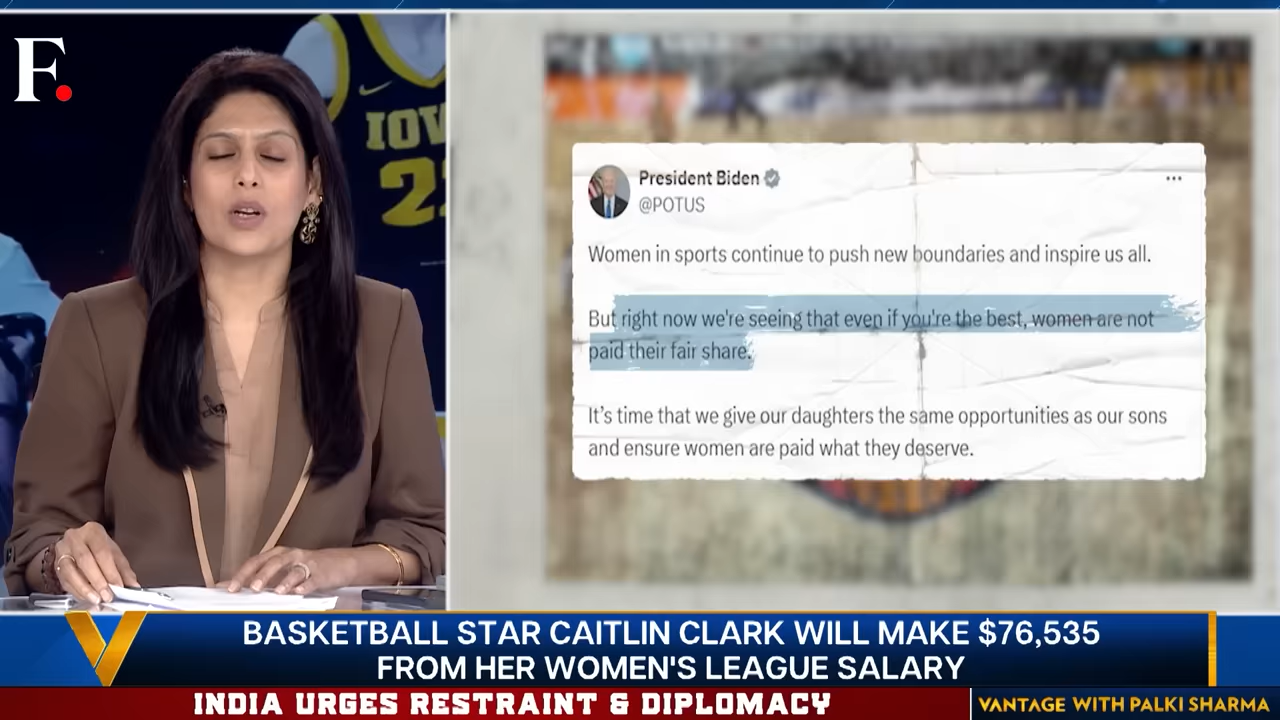 F.
IOW
22
President Biden
@POTUS
Women in sports continue to push new boundaries and inspire us all.
But right now we're seeing that even if you're the best, women are not
paid their fair share.
It's time that we give our daughters the same opportunities as our sons
and ensure women are paid what they deserve.
BASKETBALL STAR CAITLIN CLARK WILL MAKE $76,535
FROM HER WOMEN'S LEAGUE SALARY
INDIA URGES RESTRAINT & DIPLOMACY
VANTAGE WITH PALKI SHARMA